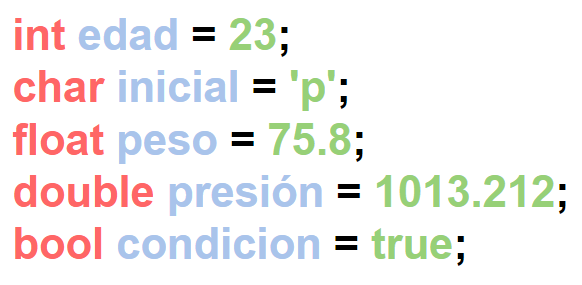 int edad = 23;
char inicial = 'p';
float peso = 75.8;
double presión = 1013.212;
bool condicion = true;